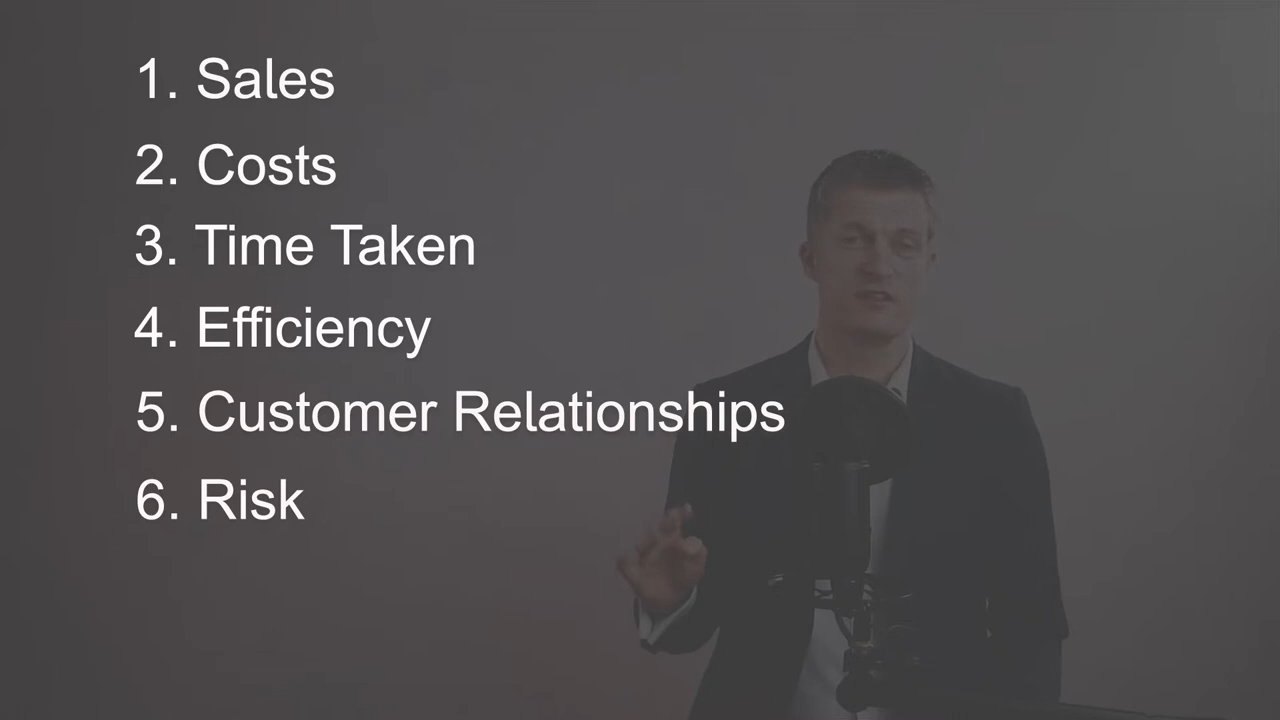 1. Sales
2. Costs
3. Time Taken
4. Efficiency
5. Customer Relationships
6. Risk